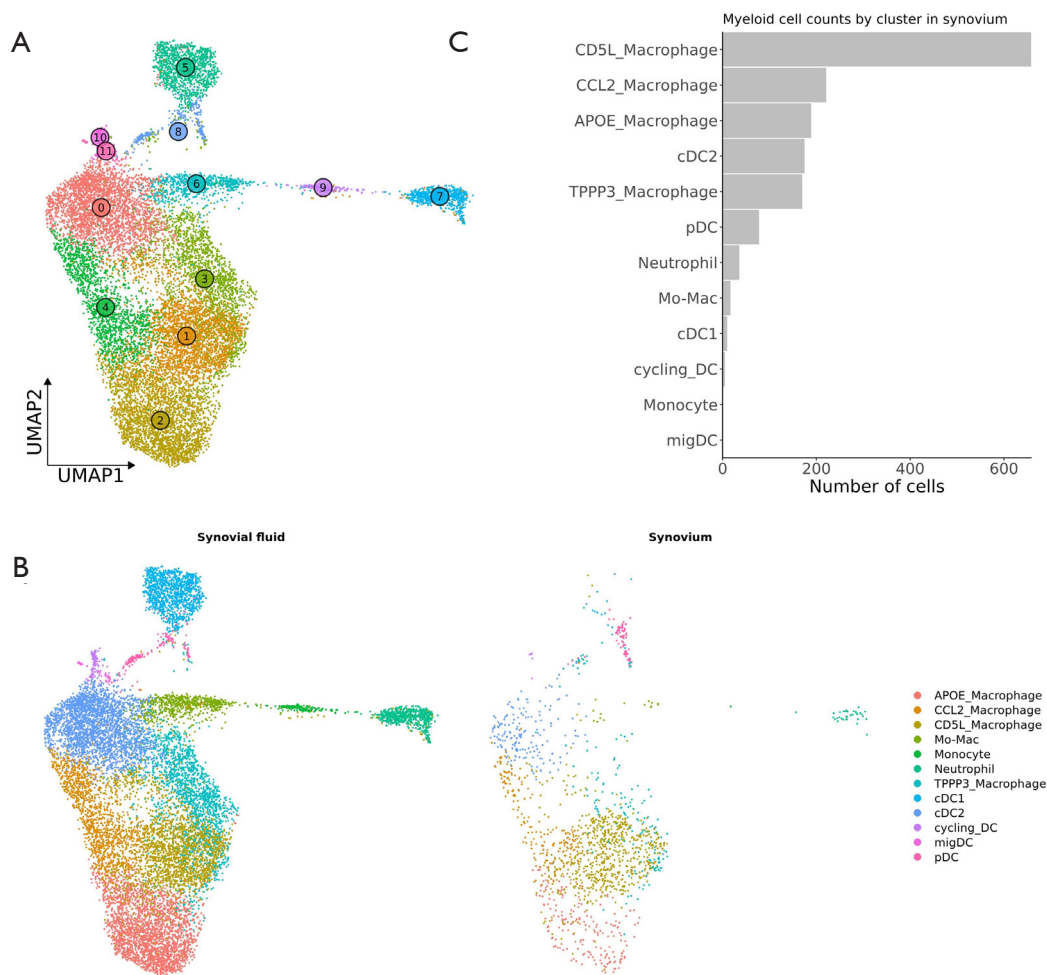 A
5
8
10
11
6
9
7
0
3
4
1
2
UMAP2
UMAP1
C
Myeloid cell counts by cluster in synovium
CD5L_Macrophage
CCL2_Macrophage
APOE_Macrophage
cDC2
TPPP3_Macrophage
pDC
Neutrophil
Mo-Mac
cDC1
cycling_DC
Monocyte
migDC
0 200 400 600
Number of cells
B
Synovial fluid
Synovium
APOE_Macrophage
CCL2_Macrophage
CD5L_Macrophage
Mo-Mac
Monocyte
Neutrophil
TPPP3_Macrophage
cDC1
cDC2
cycling_DC
migDC
pDC